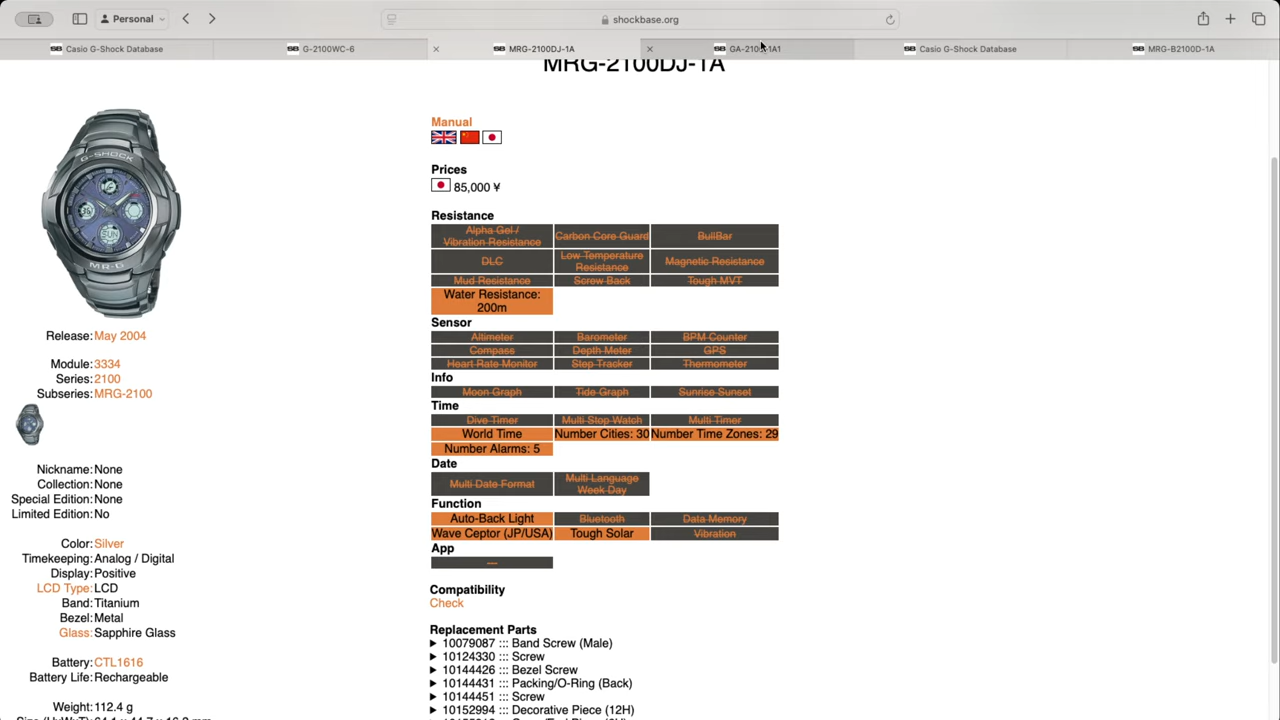 Personal
shockbase.org
Casio G-Shock Database
G-2100WC-6
MRG-2100DJ-1A
GA-2100-1A1
Casio G-Shock Database
MRG-B2100D-1A
MRG-2100DJ-1A
Manual
Prices
85,000 ¥
Resistance
Alpha Gel /
Vibration Resistance
Carbon Core Guard
BullBar
DLC
Low Temperature
Resistance
Magnetic Resistance
Mud Resistance
Screw Back
Tough MVT
Water Resistance:
200m
Sensor
Altimeter
Barometer
BPM Counter
Compass
Depth Meter
GPS
Heart Rate Monitor
Step Tracker
Thermometer
Info
Moon Graph
Tide Graph
Sunrise Sunset
Time
Dive Timer
Multi Stop Watch
Multi Timer
World Time
Number Cities: 30
Number Time Zones: 29
Number Alarms: 5
Date
Multi Date Format
Multi Language
Week Day
Function
Auto-Back Light
Bluetooth
Data Memory
Wave Ceptor (JP/USA)
Tough Solar
Vibration
App
---
Compatibility
Check
Replacement Parts
► 10079087 ::: Band Screw (Male)
► 10124330 ::: Screw
► 10144426 ::: Bezel Screw
► 10144431 ::: Packing/O-Ring (Back)
► 10144451 ::: Screw
► 10152994 ::: Decorative Piece (12H)
G-SHOCK
MR-G
Release: May 2004
Module: 3334
Series: 2100
Subseries: MRG-2100
Nickname: None
Collection: None
Special Edition: None
Limited Edition: No
Color: Silver
Timekeeping: Analog / Digital
Display: Positive
LCD Type: LCD
Band: Titanium
Bezel: Metal
Glass: Sapphire Glass
Battery: CTL1616
Battery Life: Rechargeable
Weight: 112.4 g